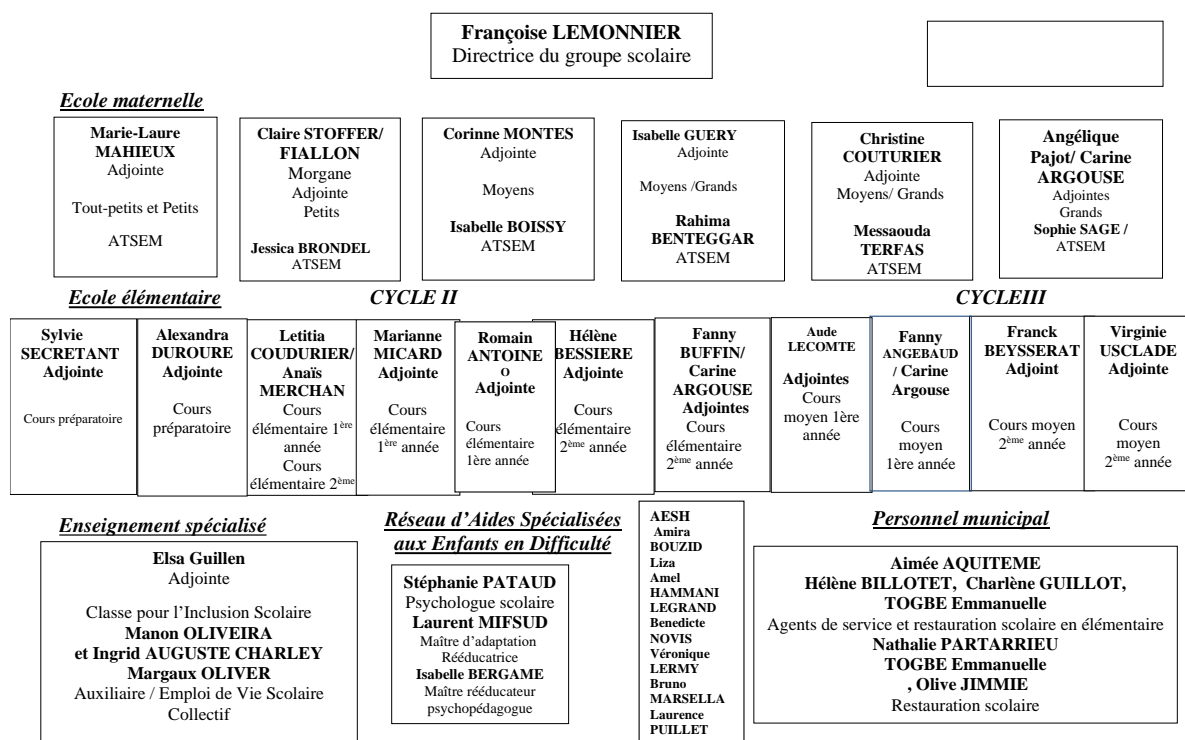 Françoise LEMONNIER
Directrice du groupe scolaire
Ecole maternelle
Marie-Laure
MAHIEUX
Adjointe
Tout-petits et Petits
ATSEM
Claire STOFFER/
FIALLON
Morgane
Adjointe
Petits
Jessica BRONDEL
ATSEM
Corinne MONTES
Adjointe
Moyens
Isabelle BOISSY
ATSEM
Isabelle GUERY
Adjointe
Moyens /Grands
Rahima
BENTEGGAR
ATSEM
Christine
COUTURIER
Adjointe
Moyens/ Grands
Messaouda
TERFAS
ATSEM
Angélique
Pajot/ Carine
ARGOUSE
Adjointes
Grands
Sophie SAGE /
ATSEM
Ecole élémentaire
CYCLE II
CYCLEIII
Sylvie
SECRETANT
Adjointe
Cours préparatoire
Alexandra
DUROURE
Adjointe
Cours
préparatoire
Letitia
COUDURIER/
Anaïs
MERCHAN
Cours
élémentaire 1ère
année
Cours
élémentaire 2ème
Marianne
MICARD
Adjointe
Cours
élémentaire
1ère année
Romain
ANTOINE
O
Adjointe
Cours
élémentaire
1ère année
Hélène
BESSIERE
Adjointe
Cours
élémentaire
2ème année
Fanny
BUFFIN/
Carine
ARGOUSE
Adjointes
Cours
élémentaire
2ème année
Aude
LECOMTE
Adjointes
Cours
moyen 1ère
année
Fanny
ANGEBAUD
/ Carine
Argouse
Cours
moyen
1ère année
Franck
BEYSSERAT
Adjoint
Cours moyen
2ème année
Virginie
USCLADE
Adjointe
Cours
moyen
2ème année
Enseignement spécialisé
Elsa Guillen
Adjointe
Classe pour l'Inclusion Scolaire
Manon OLIVEIRA
et Ingrid AUGUSTE CHARLEY
Margaux OLIVER
Auxiliaire / Emploi de Vie Scolaire
Collectif
Réseau d'Aides Spécialisées
aux Enfants en Difficulté
Stéphanie PATAUD
Psychologue scolaire
Laurent MIFSUD
Maître d'adaptation
Rééducatrice
Isabelle BERGAME
Maître rééducateur
psychopédagogue
AESH
Amira
BOUZID
Liza
Amel
HAMMANI
LEGRAND
Benedicte
NOVIS
Véronique
LERMY
Bruno
MARSELLA
Laurence
PUILLET
Personnel municipal
Aimée AQUITEME
Hélène BILLOTET, Charlène GUILLOT,
TOGBE Emmanuelle
Agents de service et restauration scolaire en élémentaire
Nathalie PARTARRIEU
TOGBE Emmanuelle
, Olive JIMMIE
Restauration scolaire